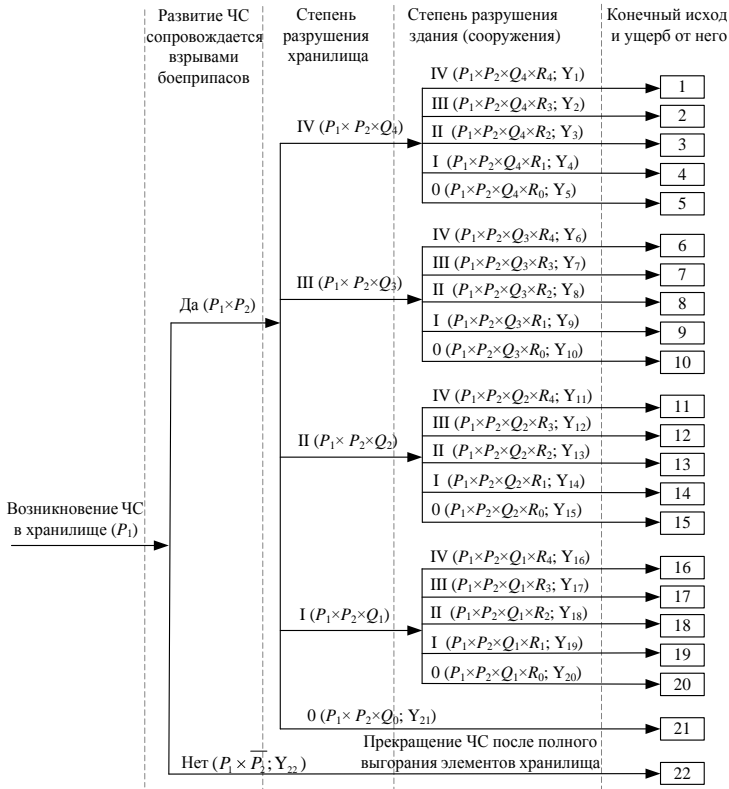 Развитие ЧС
сопровождается
взрывами
боеприпасов
Степень
разрушения
хранилища
Степень разрушения
здания (сооружения)
Конечный исход
и ущерб от него
IV (P₁×P₂×Q₄×R₄; Y₁)
1
III (P₁×P₂×Q₄×R₃; Y₂)
2
IV (P₁× P₂×Q₄)
II (P₁×P₂×Q₄×R₂; Y₃)
3
I (P₁×P₂×Q₄×R₁; Y₄)
4
0 (P₁×P₂×Q₄×R₀; Y₅)
5
IV (P₁×P₂×Q₃×R₄; Y₆)
6
III (P₁×P₂×Q₃×R₃; Y₇)
7
III (P₁× P₂×Q₃)
II (P₁×P₂×Q₃×R₂; Y₈)
8
Да (P₁×P₂)
I (P₁×P₂×Q₃×R₁; Y₉)
9
0 (P₁×P₂×Q₃×R₀; Y₁₀)
10
IV (P₁×P₂×Q₂×R₄; Y₁₁)
11
III (P₁×P₂×Q₂×R₃; Y₁₂)
12
II (P₁× P₂×Q₂)
II (P₁×P₂×Q₂×R₂; Y₁₃)
13
I (P₁×P₂×Q₂×R₁; Y₁₄)
14
0 (P₁×P₂×Q₂×R₀; Y₁₅)
15
Возникновение ЧС
в хранилище (P₁)
IV (P₁×P₂×Q₁×R₄; Y₁₆)
16
III (P₁×P₂×Q₁×R₃; Y₁₇)
17
I (P₁×P₂×Q₁)
II (P₁×P₂×Q₁×R₂; Y₁₈)
18
I (P₁×P₂×Q₁×R₁; Y₁₉)
19
0 (P₁×P₂×Q₁×R₀; Y₂₀)
20
0 (P₁× P₂×Q₀; Y₂₁)
21
Прекращение ЧС после полного
выгорания элементов хранилища
Нет (P₁ × P̅₂; Y₂₂)
22